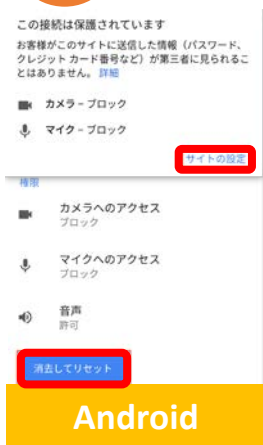 この接続は保護されています
お客様がこのサイトに送信した情報（パスワード、
クレジット カード番号など）が第三者に見られるこ
とはありません。 詳細
カメラ – ブロック
マイク – ブロック
サイトの設定
権限
カメラへのアクセス
ブロック
マイクへのアクセス
ブロック
音声
許可
消去してリセット
Android